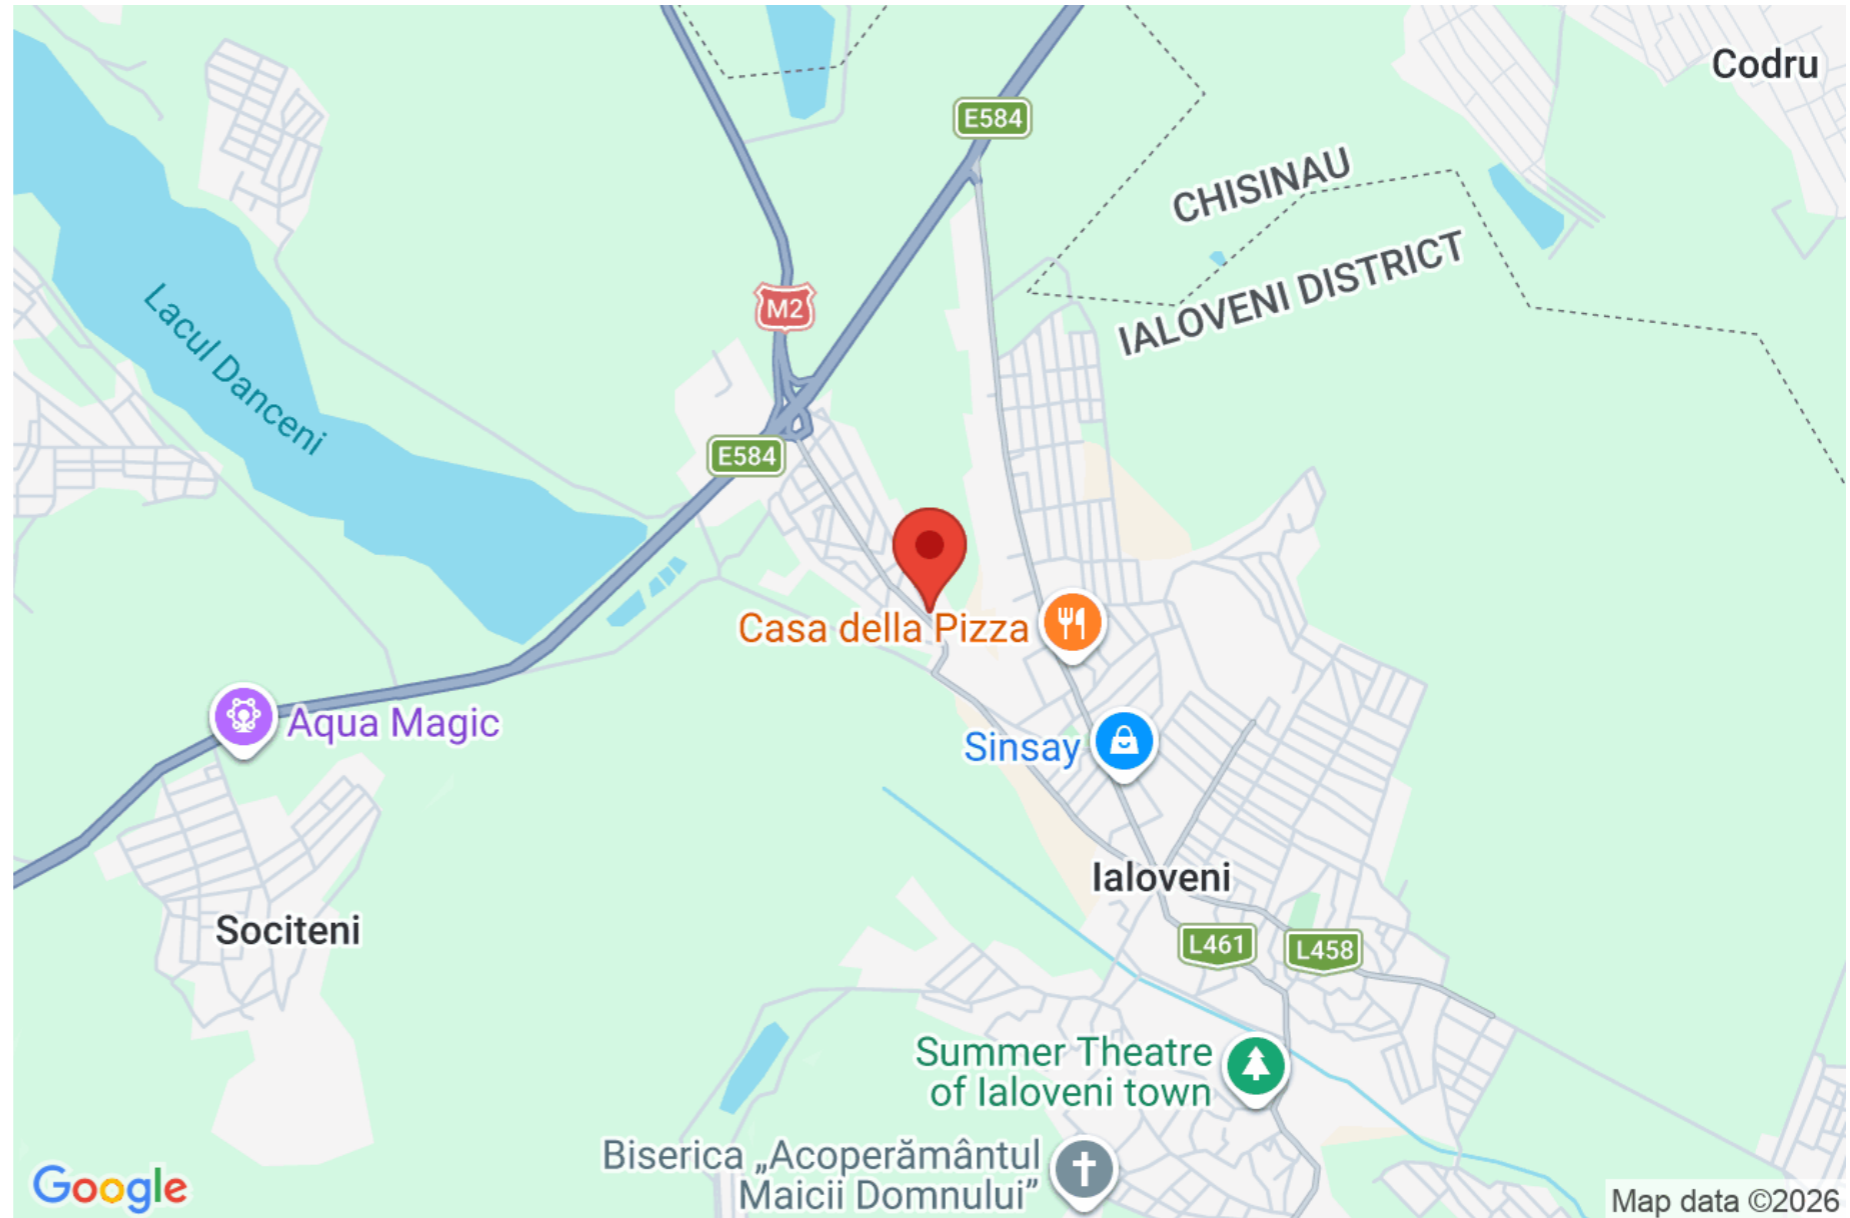 Codru
E584
CHISINAU
IALOVENI DISTRICT
M2
Lacul Danceni
E584
Casa della Pizza
Aqua Magic
Sinsay
Ialoveni
Sociteni
L461
L458
Summer Theatre
of Ialoveni town
Biserica „Acoperământul
Maicii Domnului”
Google
Map data ©2026